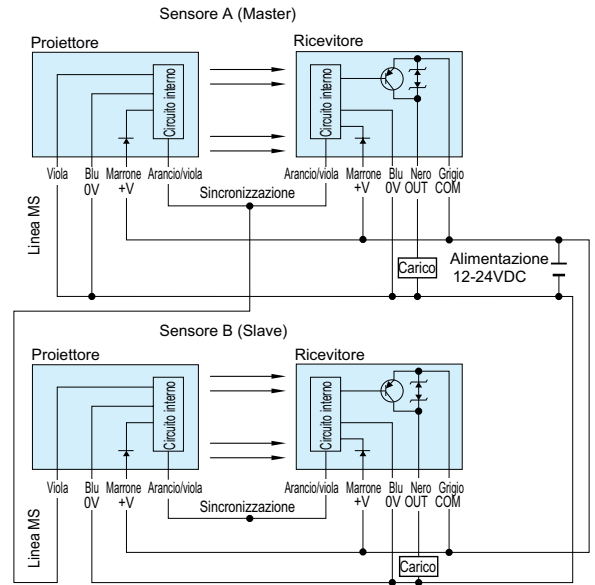 Sensore A (Master)
Proiettore
Ricevitore
Circuito interno
Circuito interno
Viola
Blu
0V
Marrone
+V
Arancio/viola
Arancio/viola
Marrone
+V
Blu
0V
Nero
OUT
Grigio
COM
Sincronizzazione
Linea MS
Carico
Alimentazione
12-24VDC
Sensore B (Slave)
Proiettore
Ricevitore
Circuito interno
Circuito interno
Viola
Blu
0V
Marrone
+V
Arancio/viola
Arancio/viola
Marrone
+V
Blu
0V
Nero
OUT
Grigio
COM
Sincronizzazione
Linea MS
Carico